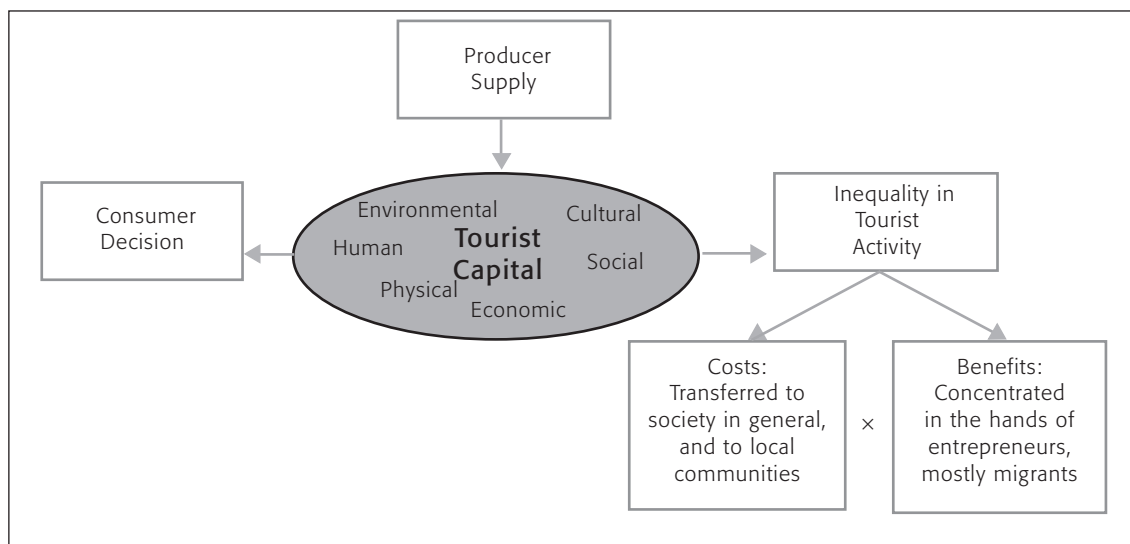 Producer
Supply
Consumer
Decision
Environmental
Cultural
Human
Tourist
Capital
Social
Physical
Economic
Inequality in
Tourist
Activity
Costs:
Transferred to
society in general,
and to local
communities
×
Benefits:
Concentrated
in the hands of
entrepreneurs,
mostly migrants